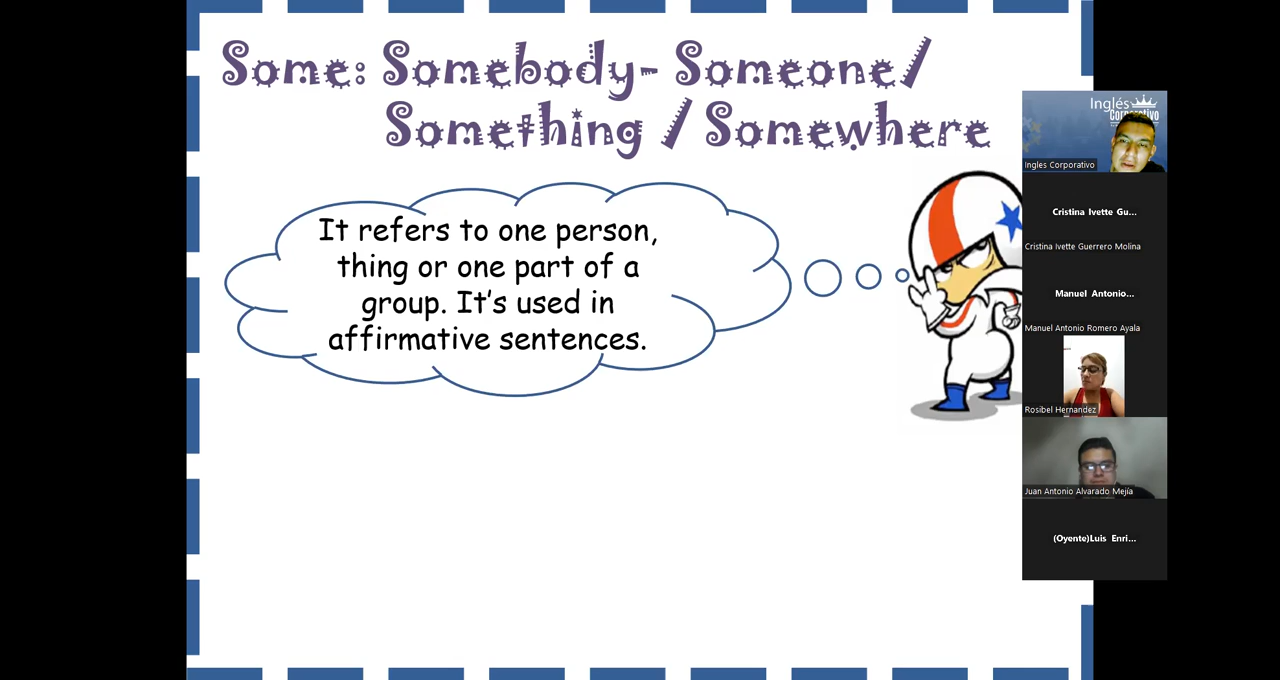 Some: Somebody- Someone/
Something / Somewhere
It refers to one person,
thing or one part of a
group. It's used in
affirmative sentences.
Inglés
Corporativo
Ingles Corporativo
Cristina Ivette Gu...
Cristina Ivette Guerrero Molina
Manuel Antonio...
Manuel Antonio Romero Ayala
Rosibel Hernandez
Juan Antonio Alvarado Mejía
(Oyente)Luis Enri...